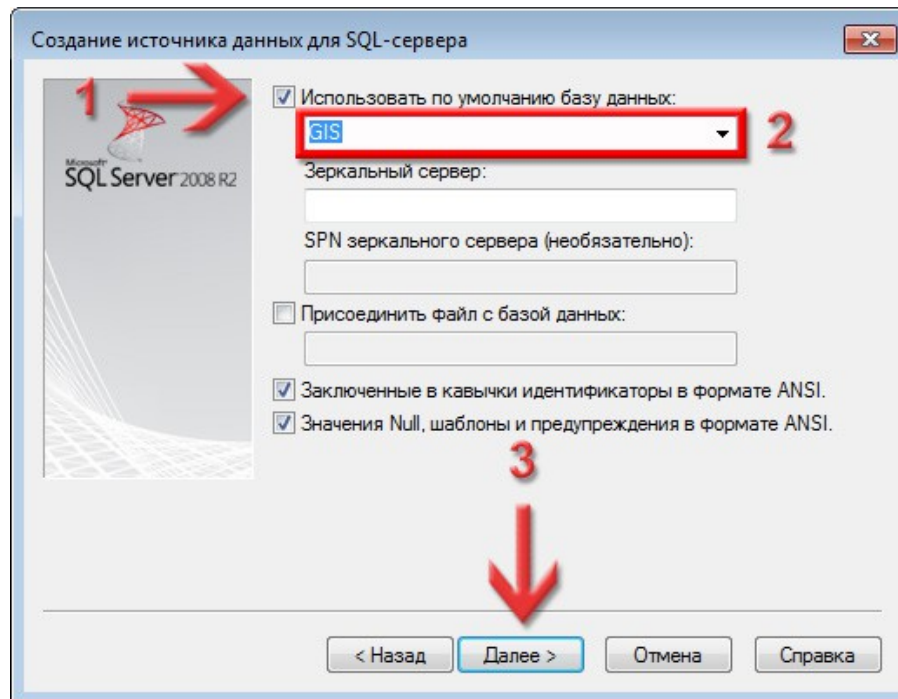 Создание источника данных для SQL-сервера
1
Использовать по умолчанию базу данных:
GIS
2
Microsoft
SQL Server 2008 R2
Зеркальный сервер:
SPN зеркального сервера (необязательно):
Присоединить файл с базой данных:
Заключенные в кавычки идентификаторы в формате ANSI.
Значения Null, шаблоны и предупреждения в формате ANSI.
3
< Назад
Далее >
Отмена
Справка